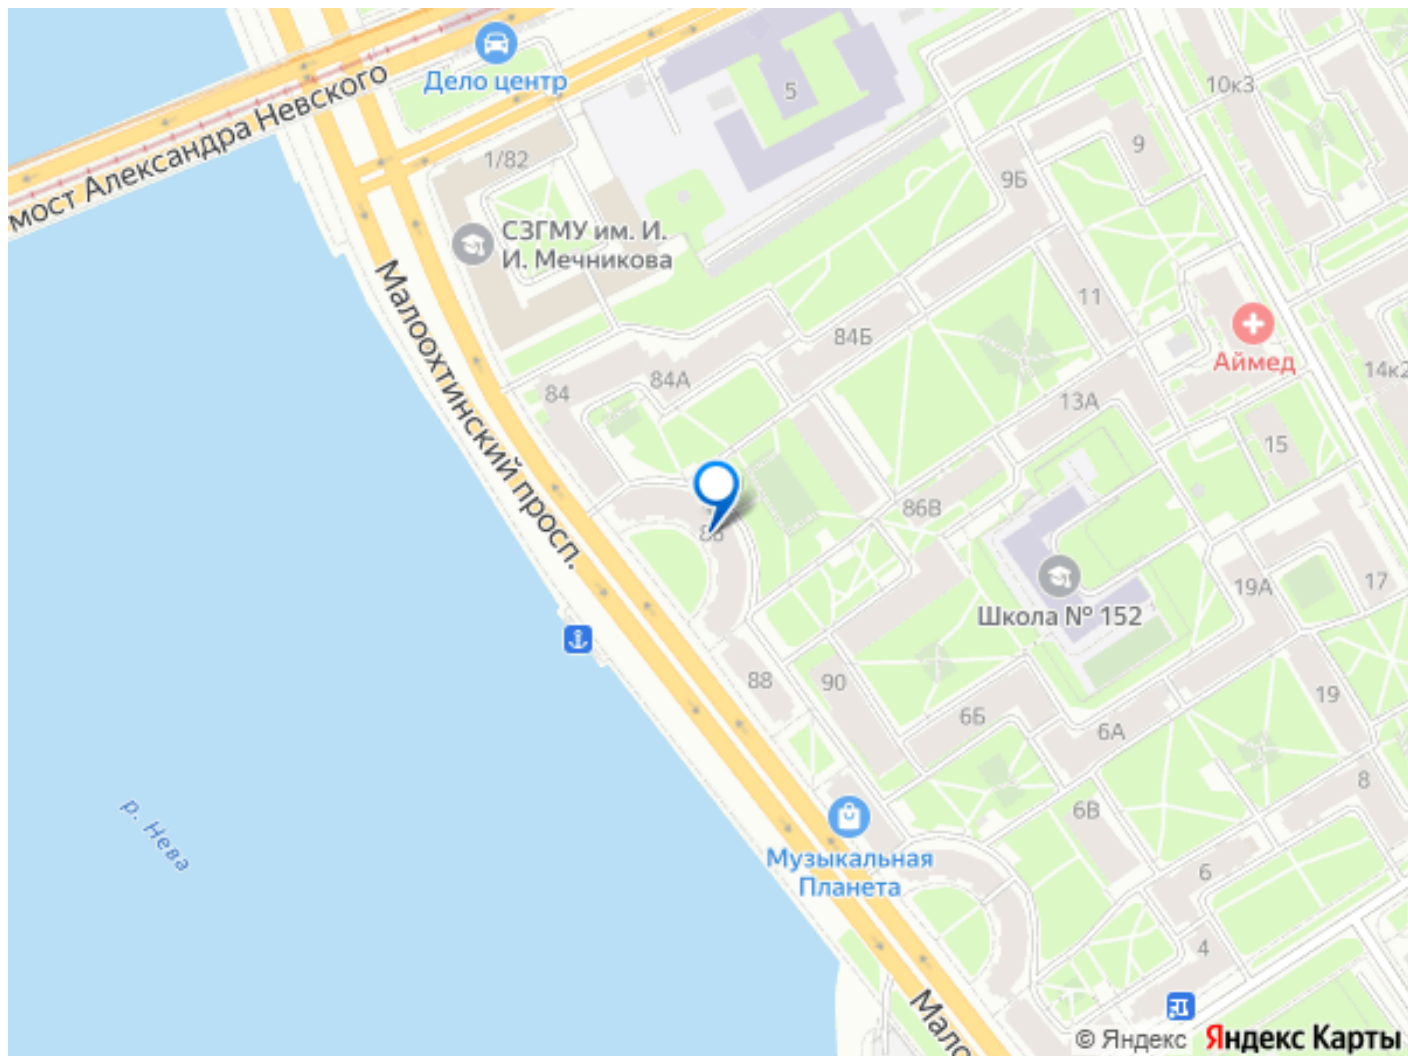 Дело центр
мост Александра Невского
5
10к3
9
1/82
9Б
СЗГМУ им. И.
И. Мечникова
Малоохтинский просп.
11
84Б
Аймед
84А
84
14к2
13А
15
86В
Школа № 152
19А
17
88
90
6Б
6А
19
8
6В
р. Нева
Музыкальная
Планета
6
4
Мало
© Яндекс Яндекс Карты